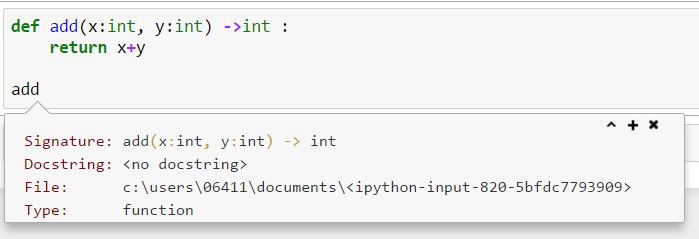 def add(x:int, y:int) ->int :
    return x+y
add
Signature: add(x:int, y:int) -> int
Docstring: <no docstring>
File:      c:\users\06411\documents\<ipython-input-820-5bfdc7793909>
Type:      function